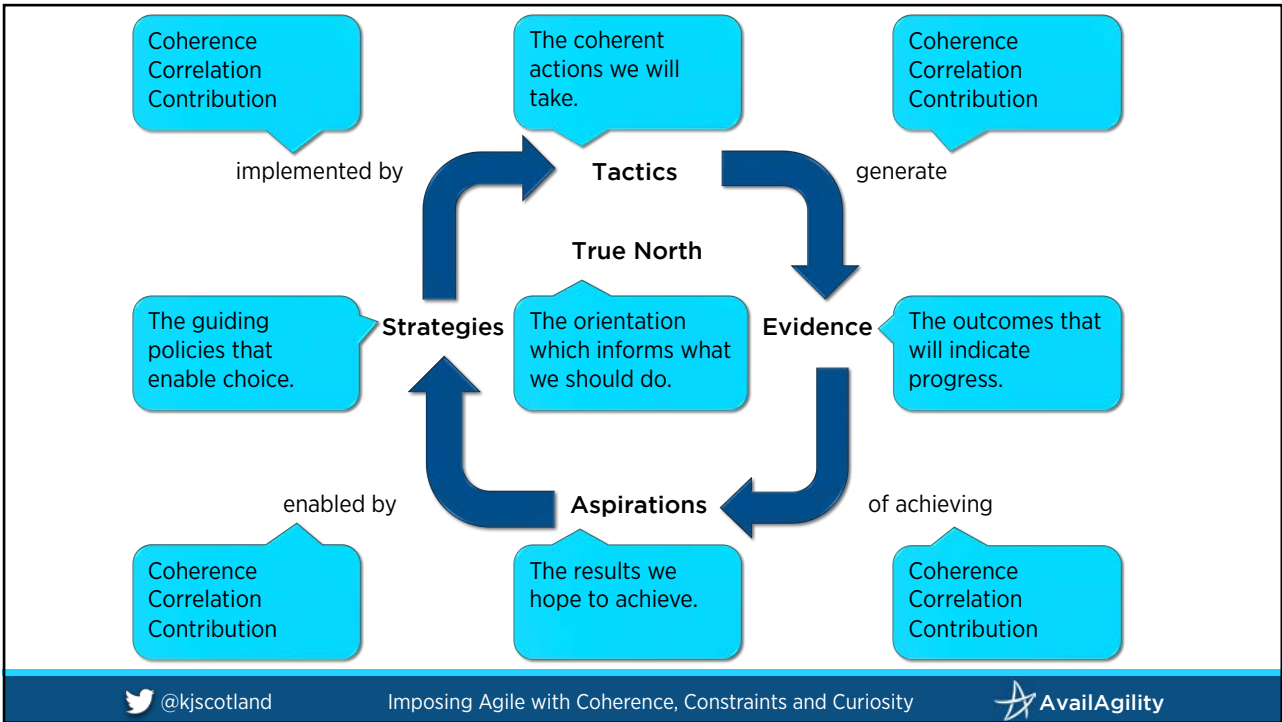 Coherence
Correlation
Contribution
The coherent
actions we will
take.
Coherence
Correlation
Contribution
implemented by
Tactics
generate
True North
The guiding
policies that
enable choice.
Strategies
The orientation
which informs what
we should do.
Evidence
The outcomes that
will indicate
progress.
enabled by
Aspirations
of achieving
Coherence
Correlation
Contribution
The results we
hope to achieve.
Coherence
Correlation
Contribution
@kjscotland
Imposing Agile with Coherence, Constraints and Curiosity
AvailAgility